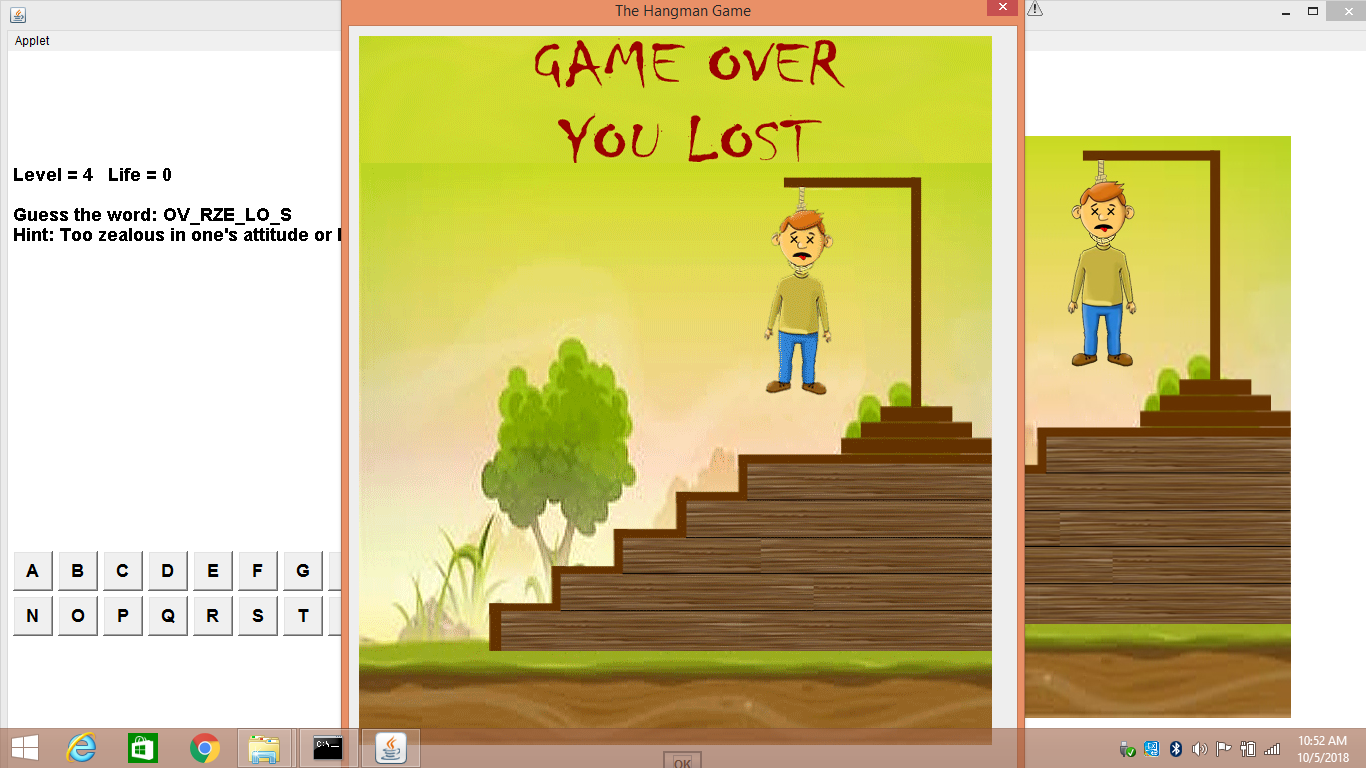 The Hangman Game
Applet
GAME OVER
YOU LOST
Level = 4 Life = 0
Guess the word: OV_RZE_LO_S
Hint: Too zealous in one's attitude or
A B C D E F G
N O P Q R S T
OK
C:\
10:52 AM
10/5/2018